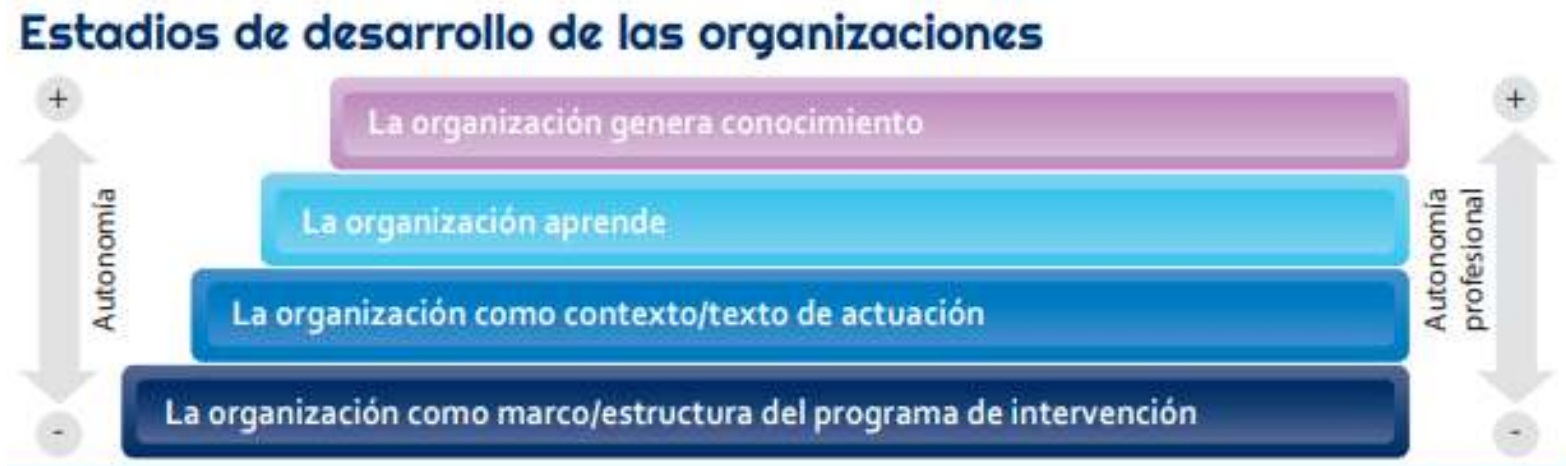 Estadios de desarrollo de las organizaciones
+
+
La organización genera conocimiento
La organización aprende
Autonomía
Autonomía
profesional
La organización como contexto/texto de actuación
La organización como marco/estructura del programa de intervención
-
-